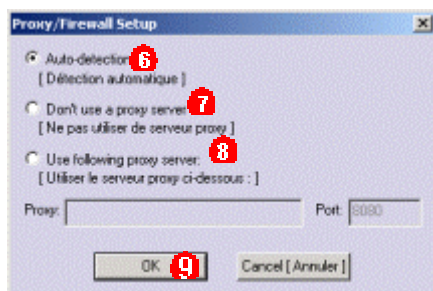 Proxy/Firewall Setup
Auto-detection 6
[ Détection automatique ]
Don't use a proxy server 7
[ Ne pas utiliser de serveur proxy ]
Use following proxy server: 8
[ Utiliser le serveur proxy ci-dessous : ]
Proxy: Port: 8080
OK 9 Cancel [ Annuler ]